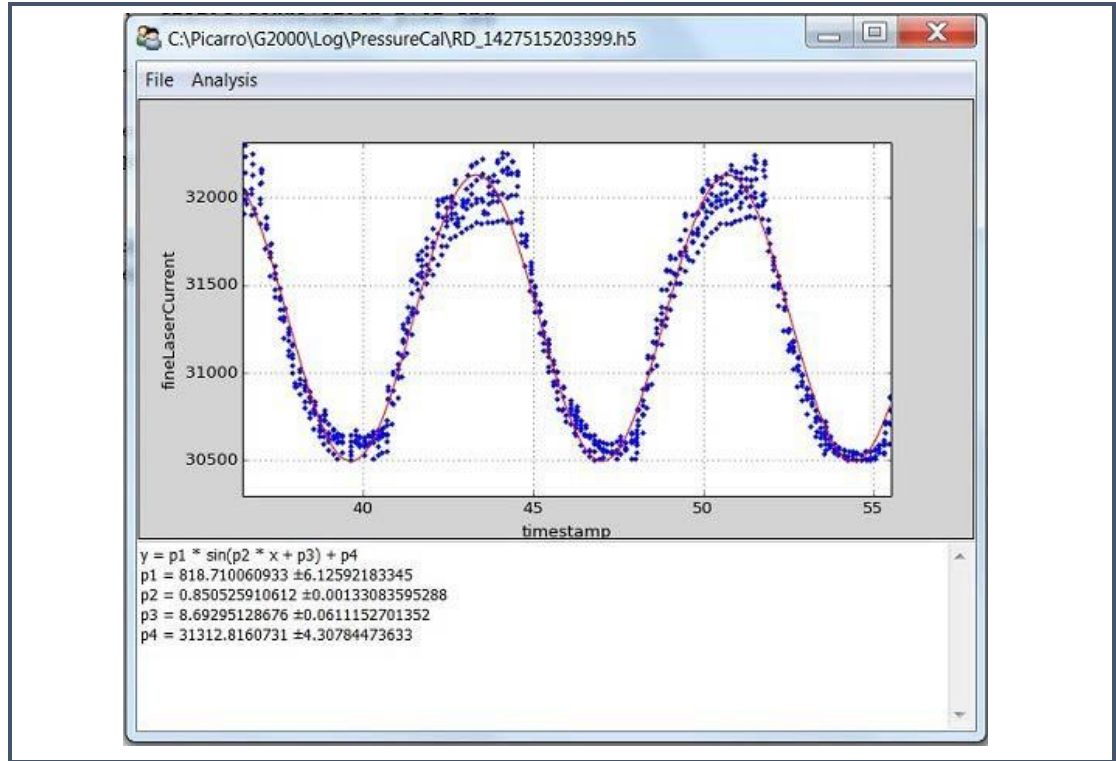 C:\Picarro\G2000\Log\PressureCal\RD_1427515203399.h5
File Analysis
32000
31500
31000
30500
fineLaserCurrent
40 45 50 55
timestamp
y = p1 * sin(p2 * x + p3) + p4
p1 = 818.710060933 ±6.12592183345
p2 = 0.850525910612 ±0.00133083595288
p3 = 8.69295128676 ±0.0611152701352
p4 = 31312.8160731 ±4.30784473633